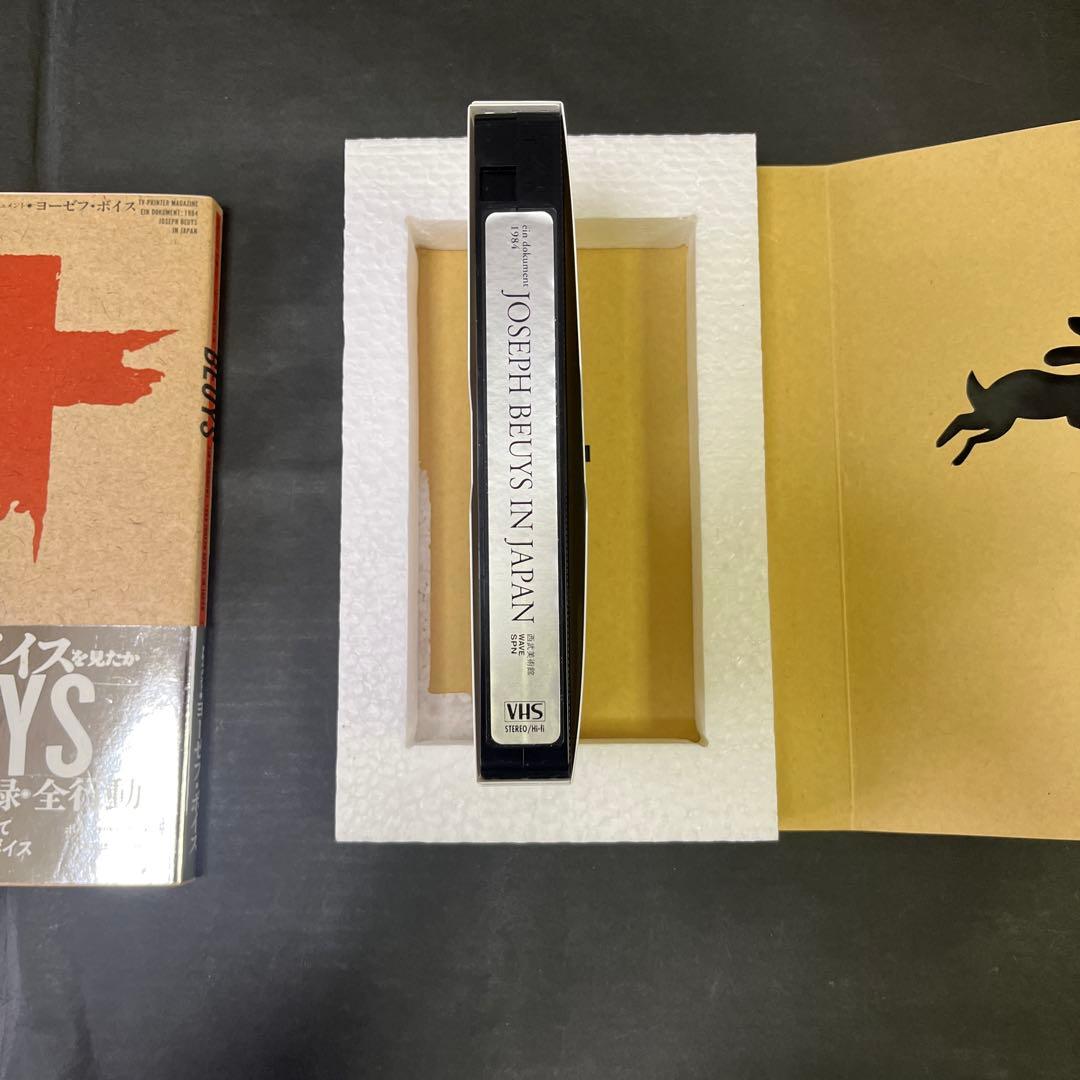 ュメント●ヨーゼフ・ボイス
TV-PRINTER MAGAZINE
EIN DOKUMENT; 1984
JOSEPH BEUYS
IN JAPAN
BEUYS
イスを見たか
YS
録●全行動
て
ボイス
ein dokument
1984
JOSEPH BEUYS IN JAPAN
西武美術館
WAVE
SPN
VHS
STEREO/Hi-fi